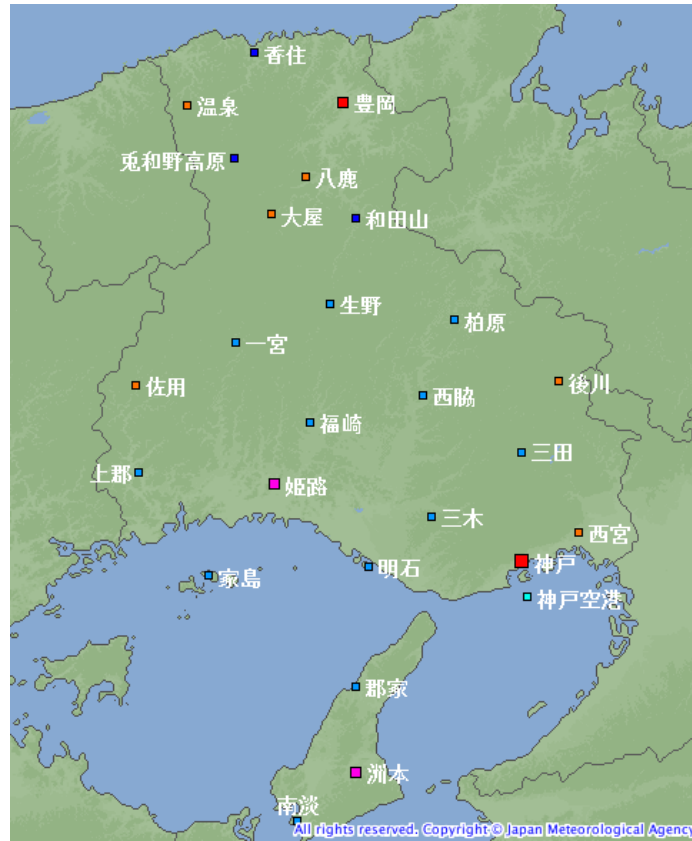 香住
温泉
豊岡
兎和野高原
八鹿
大屋
和田山
生野
柏原
一宮
佐用
後川
西脇
福崎
三田
上郡
姫路
三木
西宮
神戸
明石
家島
神戸空港
郡家
洲本
南淡
All rights reserved. Copyright © Japan Meteorological Agency